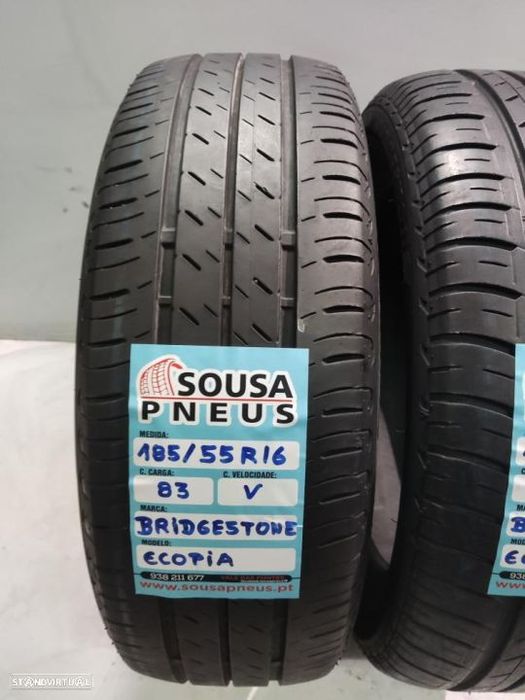 SOUSA
PNEUS
MEDIDA:
185/55R16
C. CARGA: C. VELOCIDADE:
83 V
MARCA:
BRIDGESTONE
MODELO:
ECOPIA
938 211 677
www.sousapneus.pt
STANDVIRTUAL